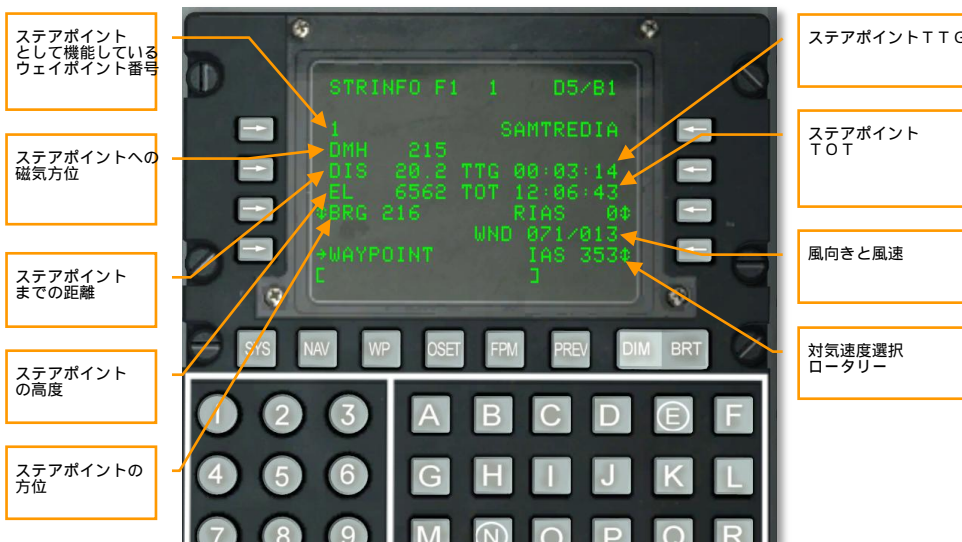 ステアポイント
として機能している
ウェイポイント番号
ステアポイントへの
磁気方位
ステアポイント
までの距離
ステアポイント
の高度
ステアポイントの
方位
STRINFO F1 1 D5/B1
1 SAMTREDIA
DMH 215
DIS 20.2 TTG 00:03:14
EL 6562 TOT 12:06:43
↕BRG 216 RIAS 0↕
WND 071/013
→WAYPOINT IAS 353↕
[ ]
SYS NAV WP OSET FPM PREV DIM BRT
1 2 3 A B C D E F
4 5 6 G H I J K L
7 8 9 M N O P Q R
ステアポイントTTG
ステアポイント
TOT
風向きと風速
対気速度選択
ロータリー